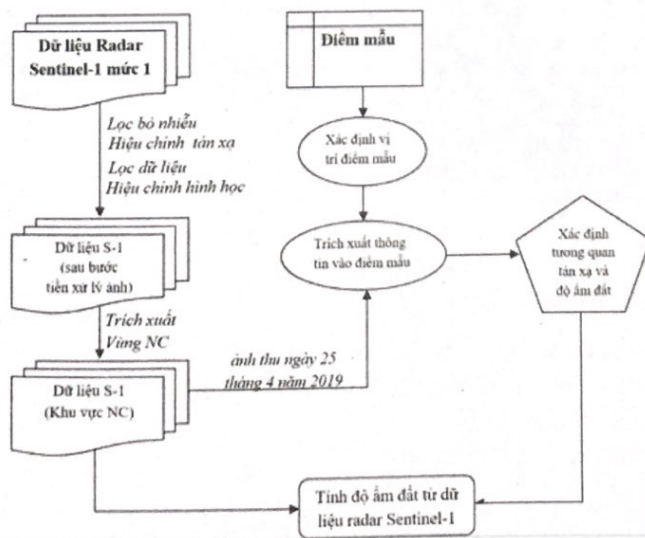 Dữ liệu Radar
Sentinel-1 mức 1
Điểm mẫu
Lọc bỏ nhiễu
Hiệu chỉnh tán xạ
Lọc dữ liệu
Hiệu chỉnh hình học
Xác định vị
trí điểm mẫu
Dữ liệu S-1
(sau bước
tiền xử lý ảnh)
Trích xuất thông
tin vào điểm mẫu
Xác định
tương quan
tán xạ và
độ ẩm đất
Trích xuất
Vùng NC
Dữ liệu S-1
(Khu vực NC)
ảnh thu ngày 25
tháng 4 năm 2019
Tính độ ẩm đất từ dữ
liệu radar Sentinel-1